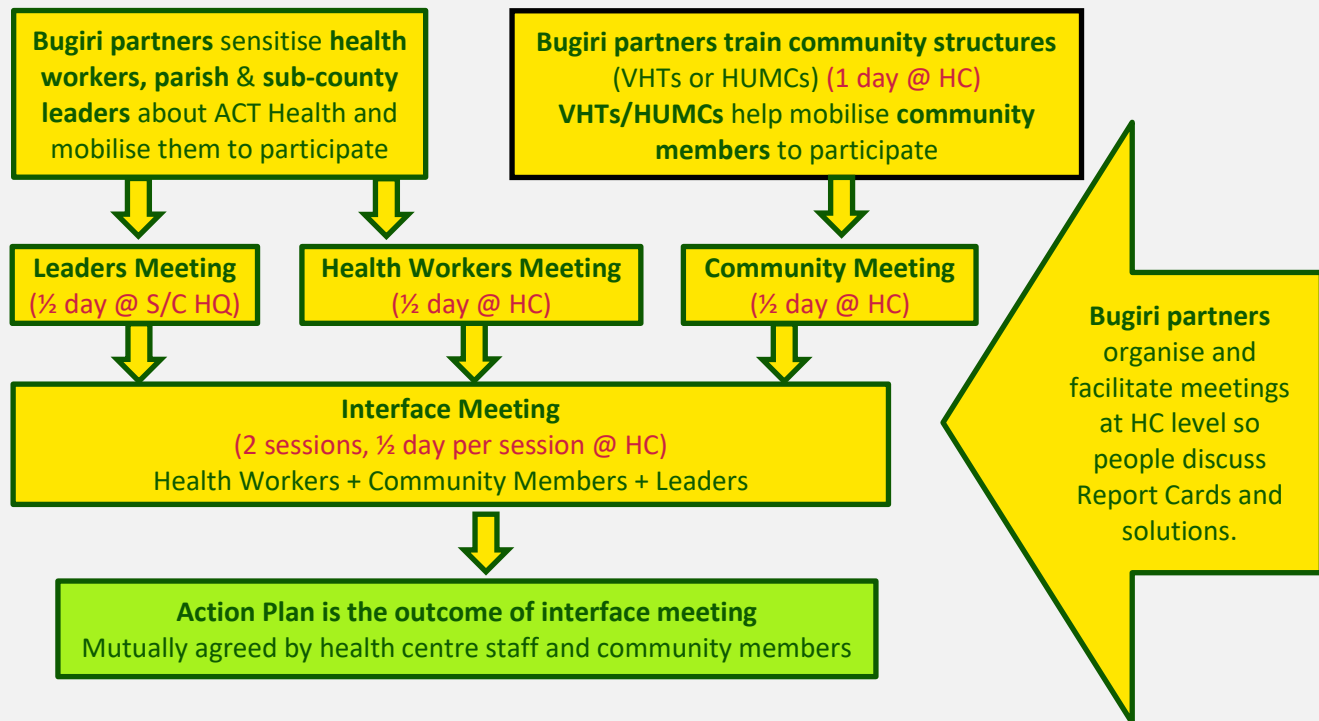 Bugiri partners sensitise health
workers, parish & sub-county
leaders about ACT Health and
mobilise them to participate
Bugiri partners train community structures
(VHTs or HUMCs) (1 day @ HC)
VHTs/HUMCs help mobilise community
members to participate
Leaders Meeting
(½ day @ S/C HQ)
Health Workers Meeting
(½ day @ HC)
Community Meeting
(½ day @ HC)
Interface Meeting
(2 sessions, ½ day per session @ HC)
Health Workers + Community Members + Leaders
Action Plan is the outcome of interface meeting
Mutually agreed by health centre staff and community members
Bugiri partners
organise and
facilitate meetings
at HC level so
people discuss
Report Cards and
solutions.